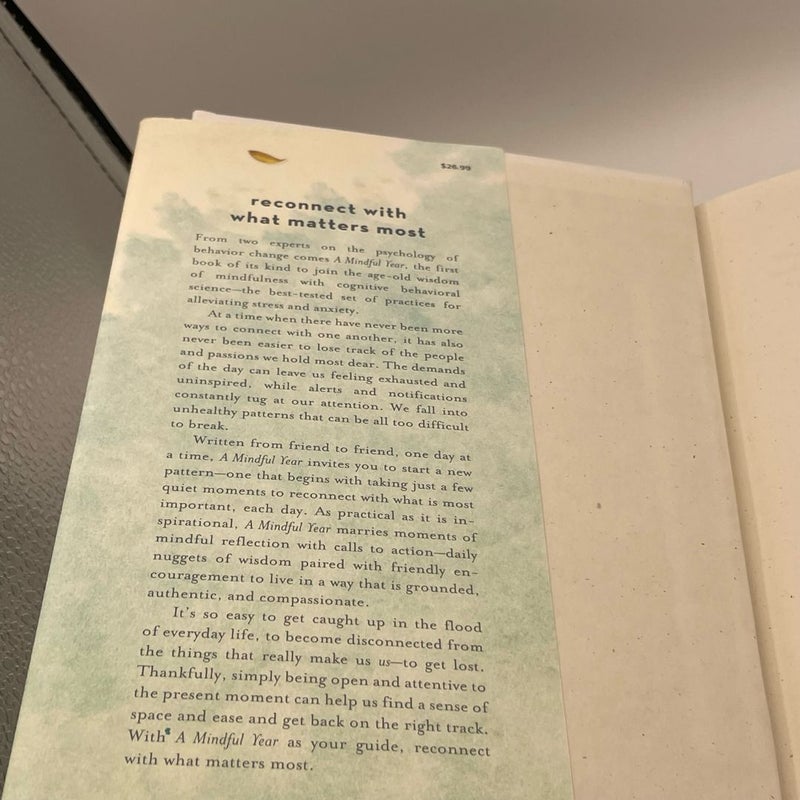 $26.99
reconnect with
what matters most
From two experts on the psychology of
behavior change comes A Mindful Year, the first
book of its kind to join the age-old wisdom
of mindfulness with cognitive behavioral
science—the best-tested set of practices for
alleviating stress and anxiety.
At a time when there have never been more
ways to connect with one another, it has also
never been easier to lose track of the people
and passions we hold most dear. The demands
of the day can leave us feeling exhausted and
uninspired, while alerts and notifications
constantly tug at our attention. We fall into
unhealthy patterns that can be all too difficult
to break.
Written from friend to friend, one day at
a time, A Mindful Year invites you to start a new
pattern—one that begins with taking just a few
quiet moments to reconnect with what is most
important, each day. As practical as it is in-
spirational, A Mindful Year marries moments of
mindful reflection with calls to action—daily
nuggets of wisdom paired with friendly en-
couragement to live in a way that is grounded,
authentic, and compassionate.
It's so easy to get caught up in the flood
of everyday life, to become disconnected from
the things that really make us us—to get lost.
Thankfully, simply being open and attentive to
the present moment can help us find a sense of
space and ease and get back on the right track.
With A Mindful Year as your guide, reconnect
with what matters most.